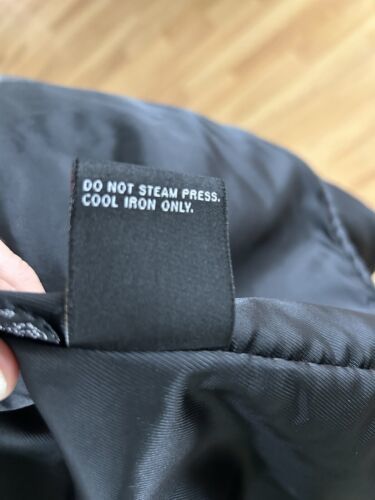 DO NOT STEAM PRESS.
COOL IRON ONLY.